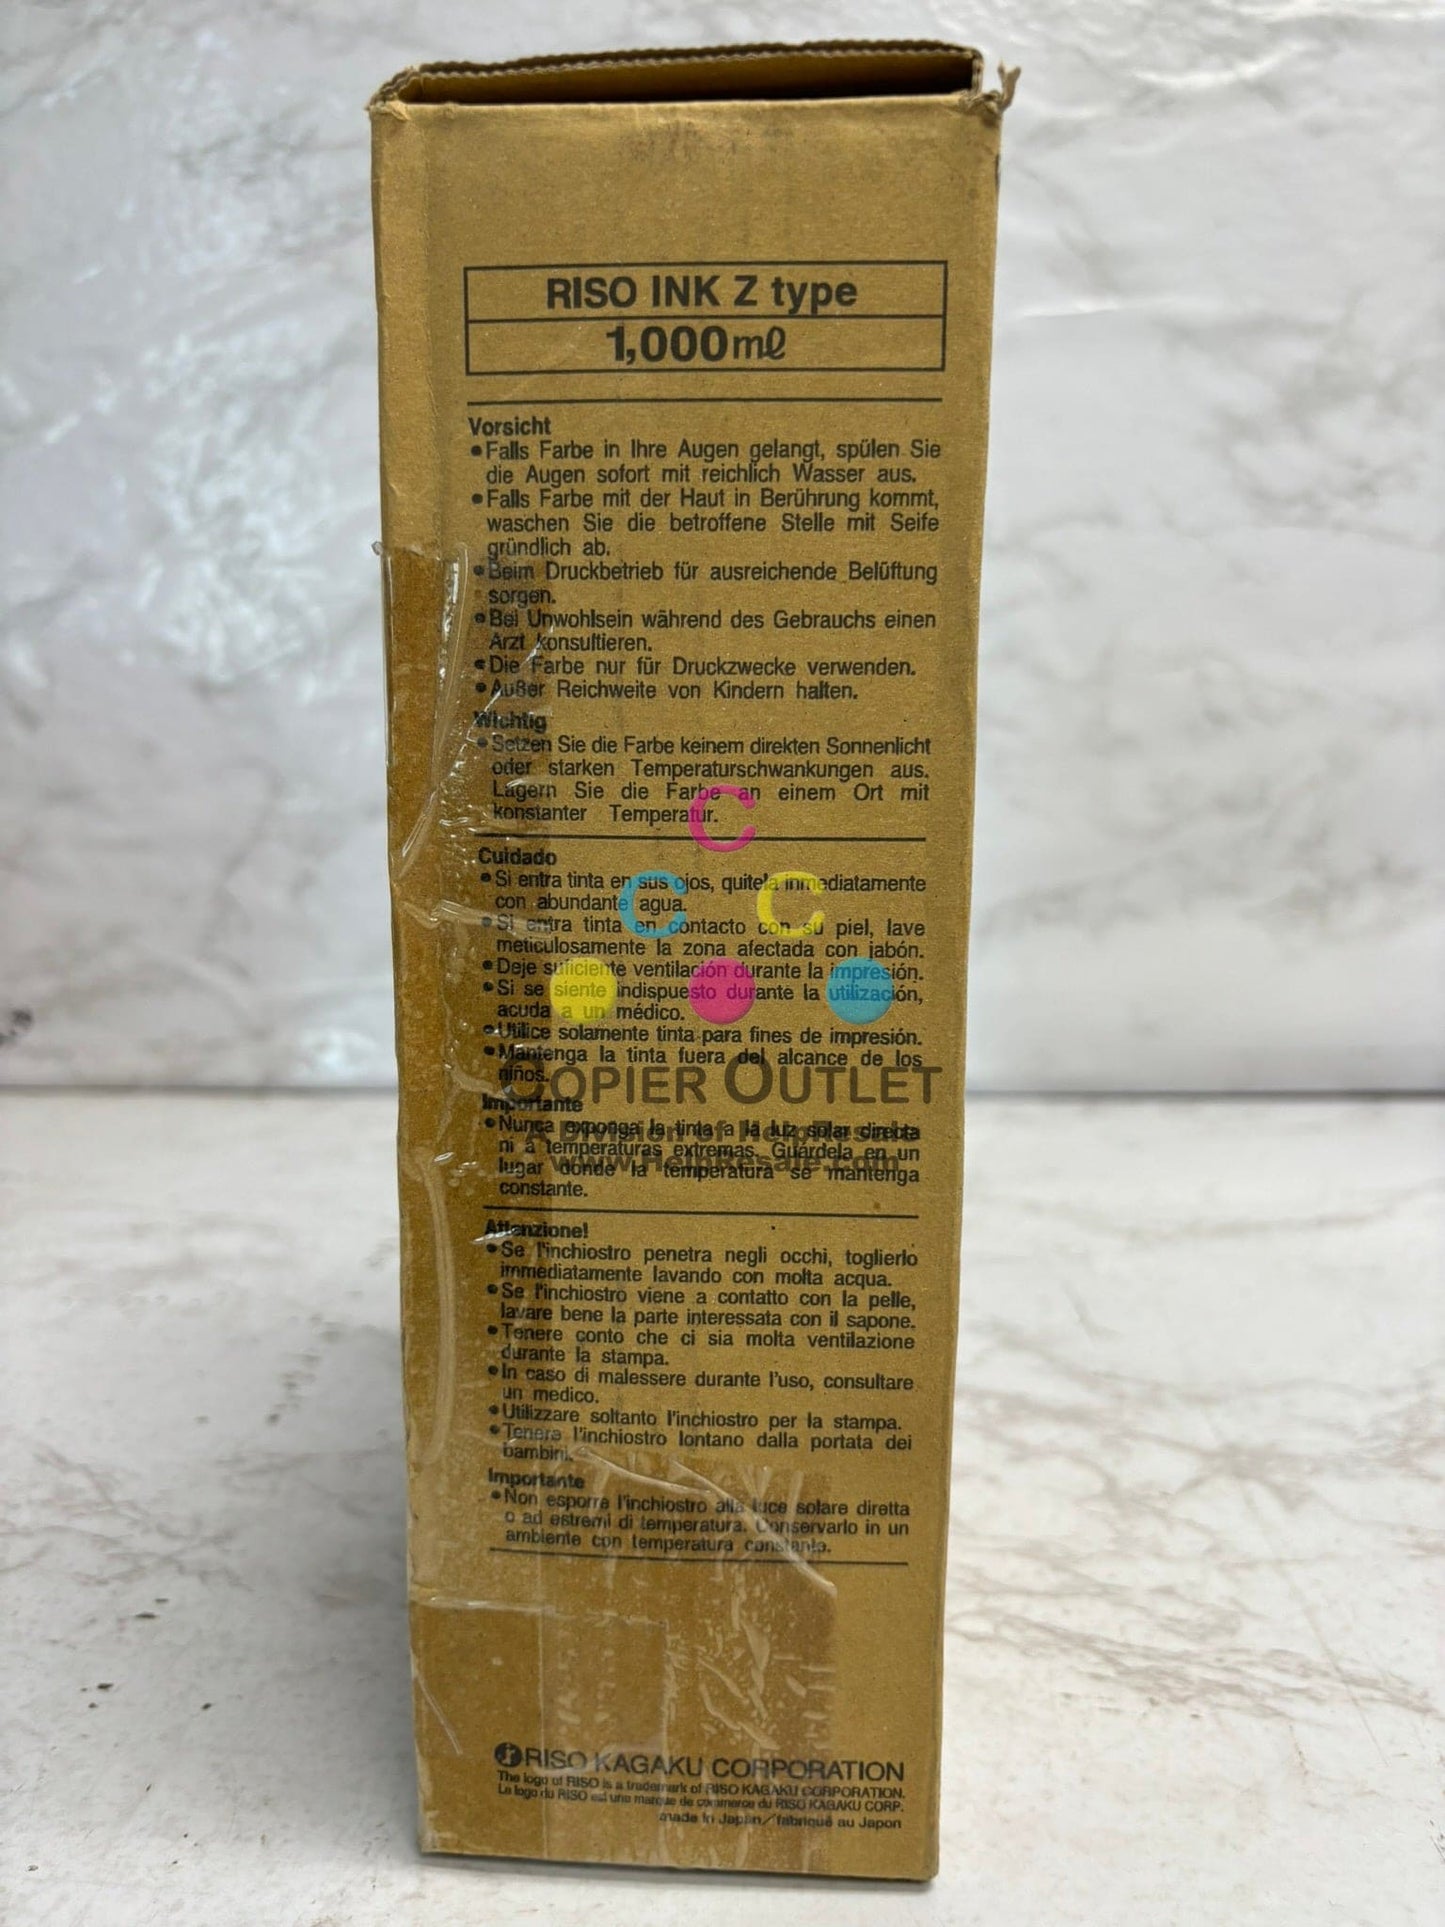 RISO INK Z type
1,000mℓ
Vorsicht
•Falls Farbe in Ihre Augen gelangt, spülen Sie
die Augen sofort mit reichlich Wasser aus.
•Falls Farbe mit der Haut in Berührung kommt,
waschen Sie die betroffene Stelle mit Seife
gründlich ab.
•Beim Druckbetrieb für ausreichende Belüftung
sorgen.
•Bei Unwohlsein während des Gebrauchs einen
Arzt konsultieren.
•Die Farbe nur für Druckzwecke verwenden.
•Außer Reichweite von Kindern halten.
Wichtig
•Setzen Sie die Farbe keinem direkten Sonnenlicht
oder starken Temperaturschwankungen aus.
Lagern Sie die Farbe an einem Ort mit
konstanter Temperatur.
Cuidado
•Si entra tinta en sus ojos, quitela inmediatamente
con abundante agua.
•Si entra tinta en contacto con su piel, lave
meticulosamente la zona afectada con jabón.
•Deje suficiente ventilación durante la impresión.
•Si se siente indispuesto durante la utilización,
acuda a un médico.
•Utilice solamente tinta para fines de impresión.
•Mantenga la tinta fuera del alcance de los
niños.
COPIER OUTLET
Importante
•Nunca exponga la tinta a la luz solar directa
A Division of HelpResale
ni a temperaturas extremas. Guárdela en un
www.HelpResale.com
lugar donde la temperatura se mantenga
constante.
Attenzione!
•Se l'inchiostro penetra negli occhi, toglierlo
immediatamente lavando con molta acqua.
•Se l'inchiostro viene a contatto con la pelle,
lavare bene la parte interessata con il sapone.
•Tenere conto che ci sia molta ventilazione
durante la stampa.
•In caso di malessere durante l'uso, consultare
un medico.
•Utilizzare soltanto l'inchiostro per la stampa.
•Tenere l'inchiostro lontano dalla portata dei
bambini.
Importante
•Non esporre l'inchiostro alla luce solare diretta
o ad estremi di temperatura. Conservarlo in un
ambiente con temperatura constante.
RISO KAGAKU CORPORATION
The logo of RISO is a trademark of RISO KAGAKU CORPORATION.
Le logo du RISO est une marque de commerce du RISO KAGAKU CORP.
made in Japan/fabriqué au Japon